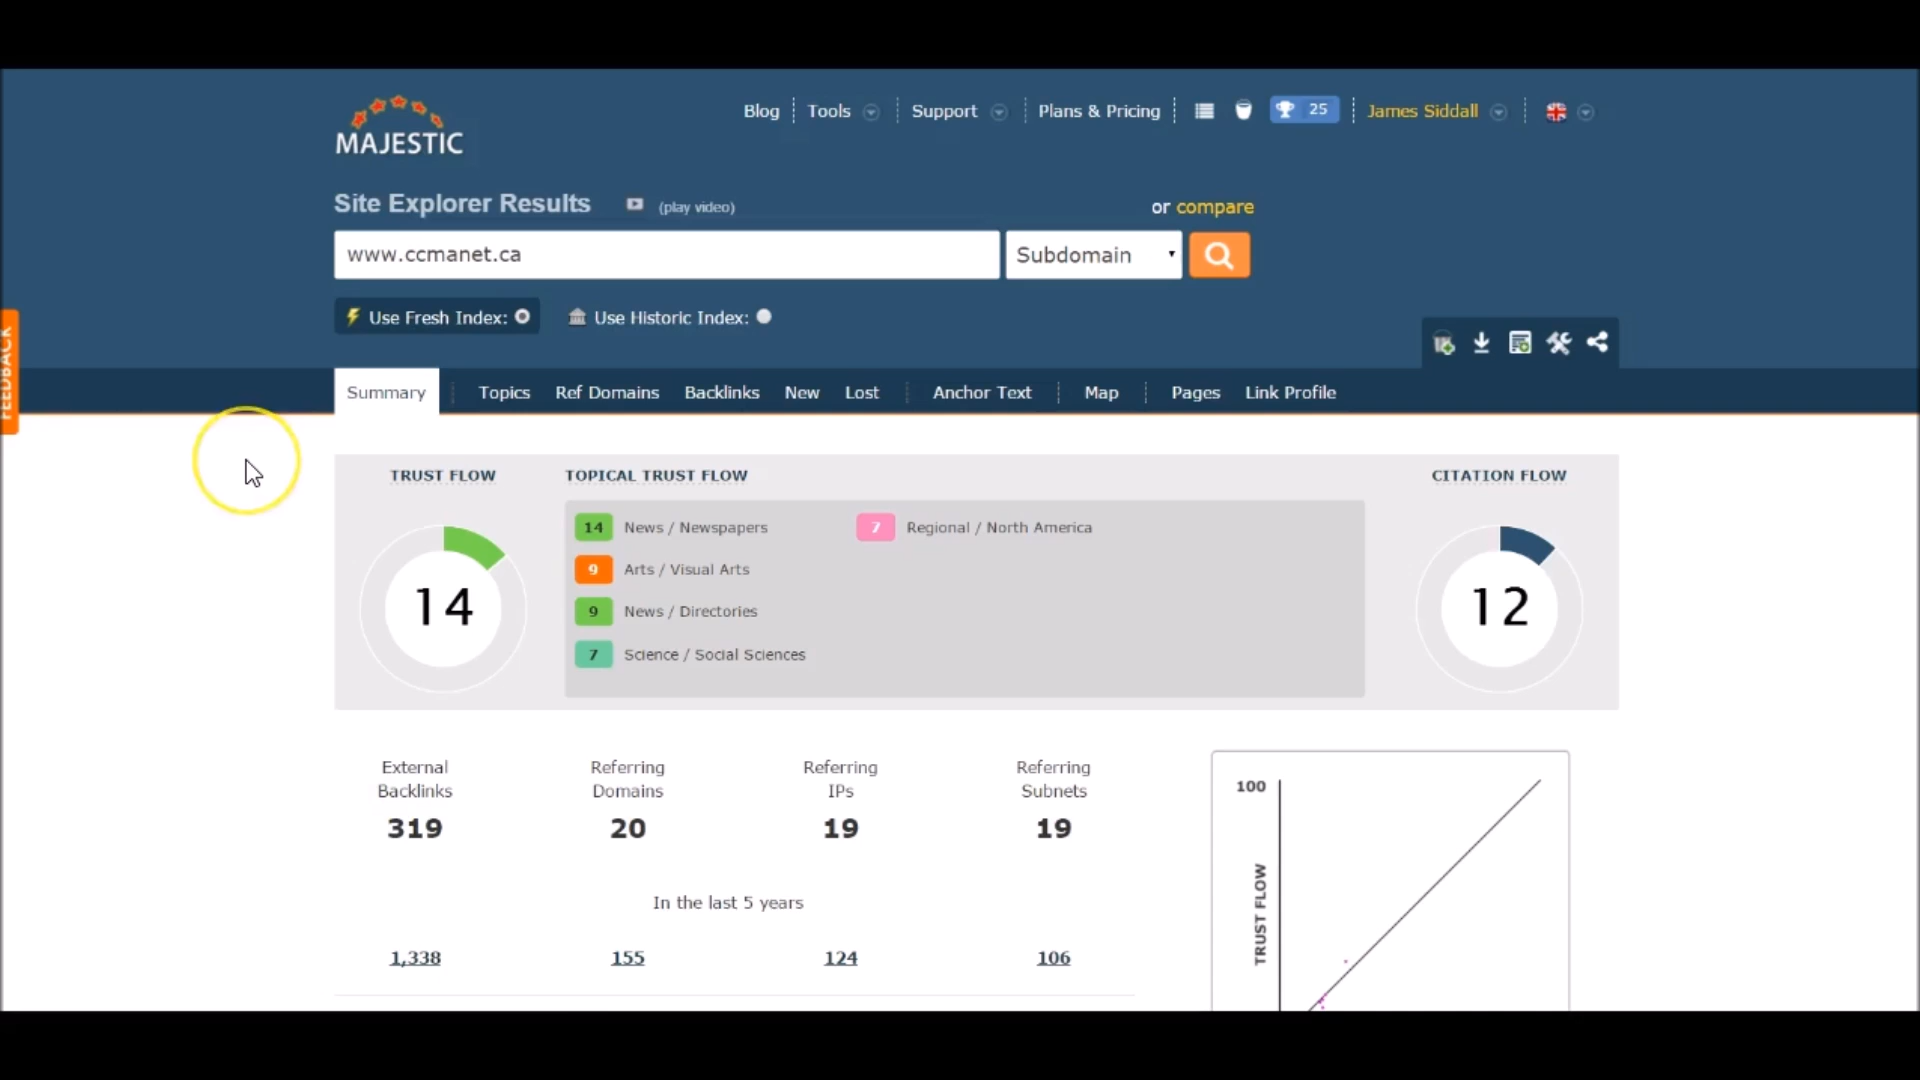 MAJESTIC
Blog
Tools
Support
Plans & Pricing
25
James Siddall
Site Explorer Results
(play video)
or compare
www.ccmanet.ca
Subdomain
Use Fresh Index:
Use Historic Index:
FEEDBACK
Summary
Topics
Ref Domains
Backlinks
New
Lost
Anchor Text
Map
Pages
Link Profile
TRUST FLOW
14
TOPICAL TRUST FLOW
14 News / Newspapers
7 Regional / North America
9 Arts / Visual Arts
9 News / Directories
7 Science / Social Sciences
CITATION FLOW
12
External
Backlinks
319
Referring
Domains
20
Referring
IPs
19
Referring
Subnets
19
In the last 5 years
1,338
155
124
106
100
TRUST FLOW